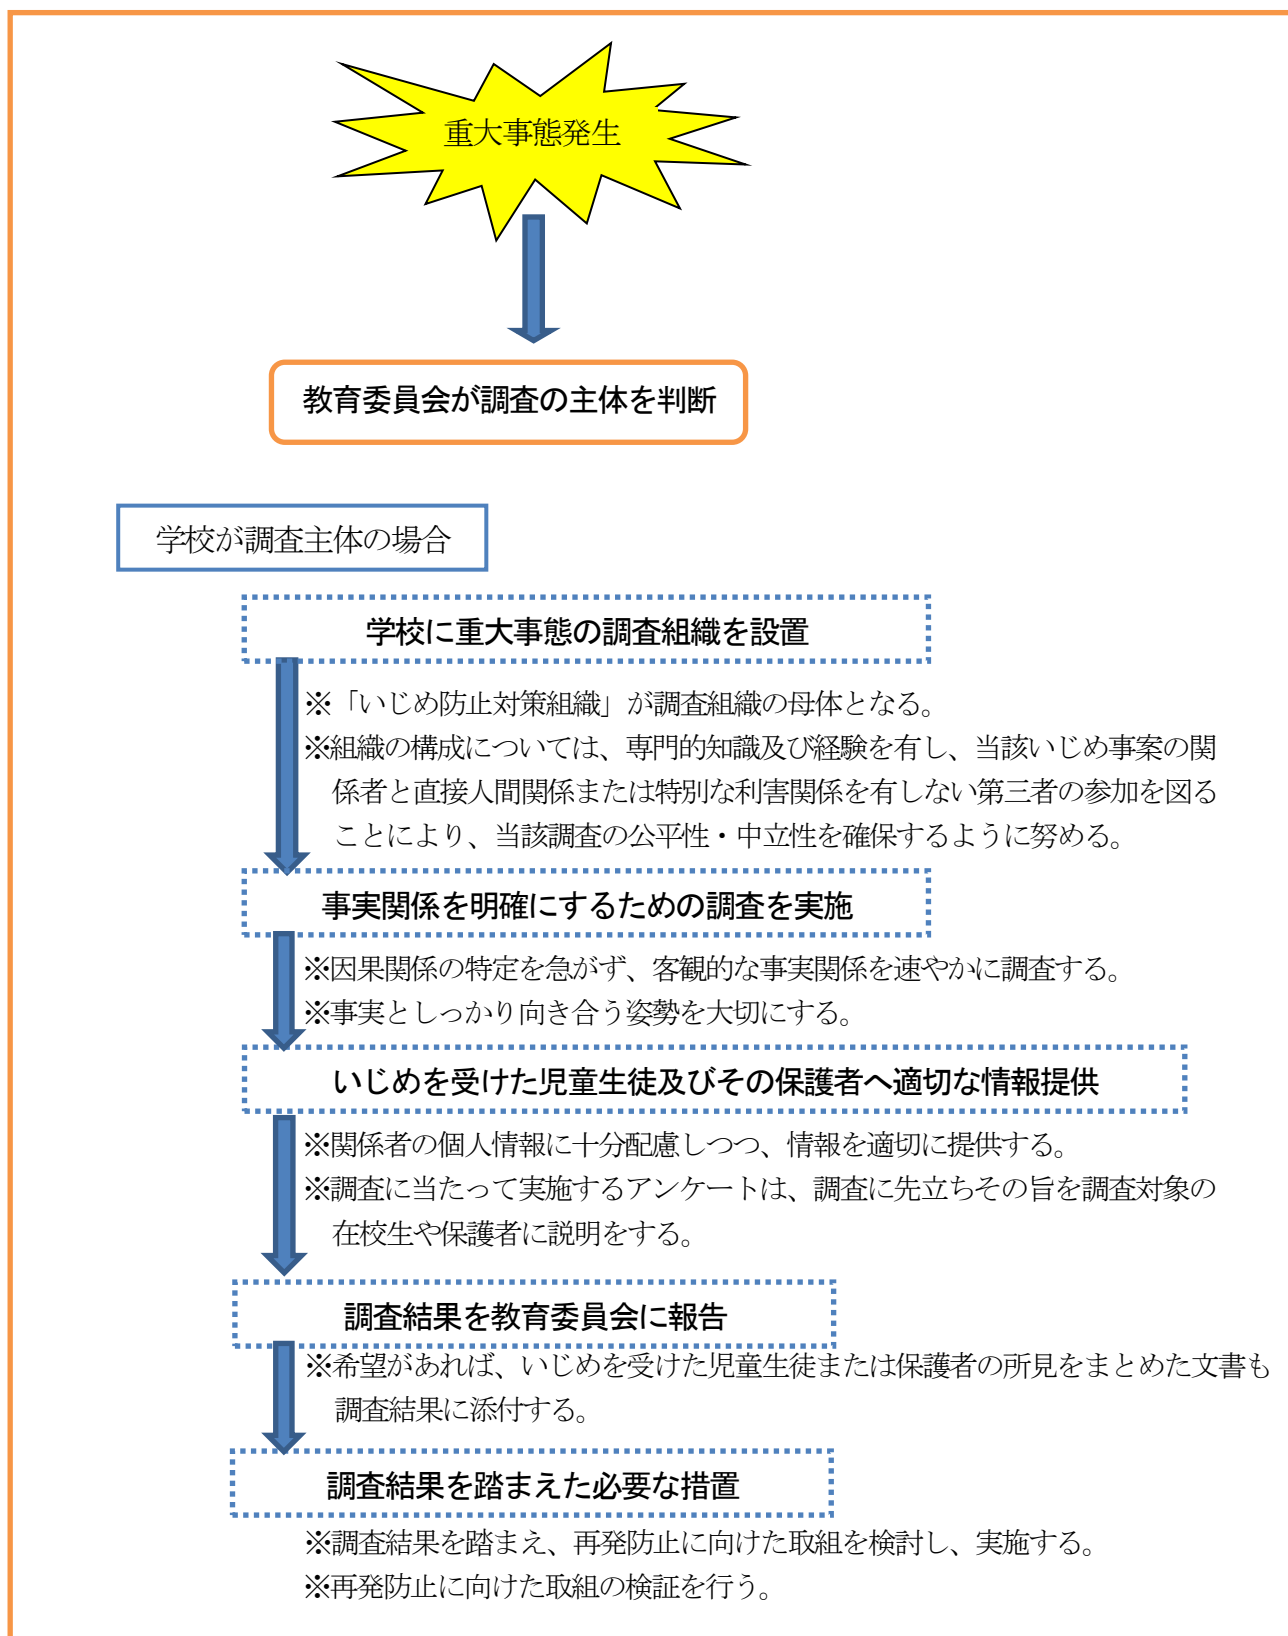 重大事態発生
教育委員会が調査の主体を判断
学校が調査主体の場合
学校に重大事態の調査組織を設置
※「いじめ防止対策組織」が調査組織の母体となる。
※組織の構成については、専門的知識及び経験を有し、当該いじめ事案の関
係者と直接人間関係または特別な利害関係を有しない第三者の参加を図る
ことにより、当該調査の公平性・中立性を確保するように努める。
事実関係を明確にするための調査を実施
※因果関係の特定を急がず、客観的な事実関係を速やかに調査する。
※事実としっかり向き合う姿勢を大切にする。
いじめを受けた児童生徒及びその保護者へ適切な情報提供
※関係者の個人情報に十分配慮しつつ、情報を適切に提供する。
※調査に当たって実施するアンケートは、調査に先立ちその旨を調査対象の
在校生や保護者に説明をする。
調査結果を教育委員会に報告
※希望があれば、いじめを受けた児童生徒または保護者の所見をまとめた文書も
調査結果に添付する。
調査結果を踏まえた必要な措置
※調査結果を踏まえ、再発防止に向けた取組を検討し、実施する。
※再発防止に向けた取組の検証を行う。